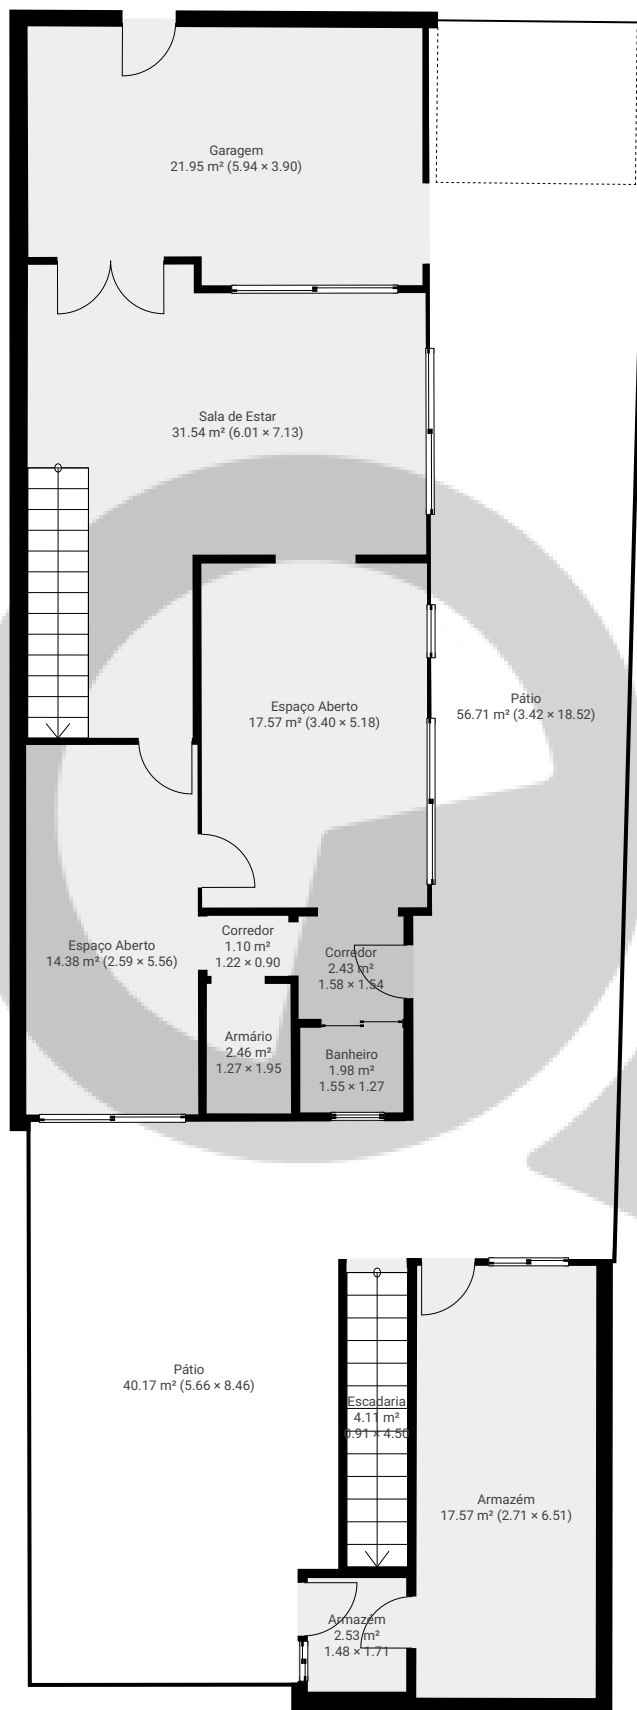 Garagem
21.95 m² (5.94 × 3.90)
Sala de Estar
31.54 m² (6.01 × 7.13)
Espaço Aberto
17.57 m² (3.40 × 5.18)
Pátio
56.71 m² (3.42 × 18.52)
Espaço Aberto
14.38 m² (2.59 × 5.56)
Corredor
1.10 m²
1.22 × 0.90
Corredor
2.43 m²
1.58 × 1.54
Armário
2.46 m²
1.27 × 1.95
Banheiro
1.98 m²
1.55 × 1.27
Pátio
40.17 m² (5.66 × 8.46)
Escadaria
4.11 m²
0.91 × 4.50
Armazém
17.57 m² (2.71 × 6.51)
Armazém
2.53 m²
1.48 × 1.71